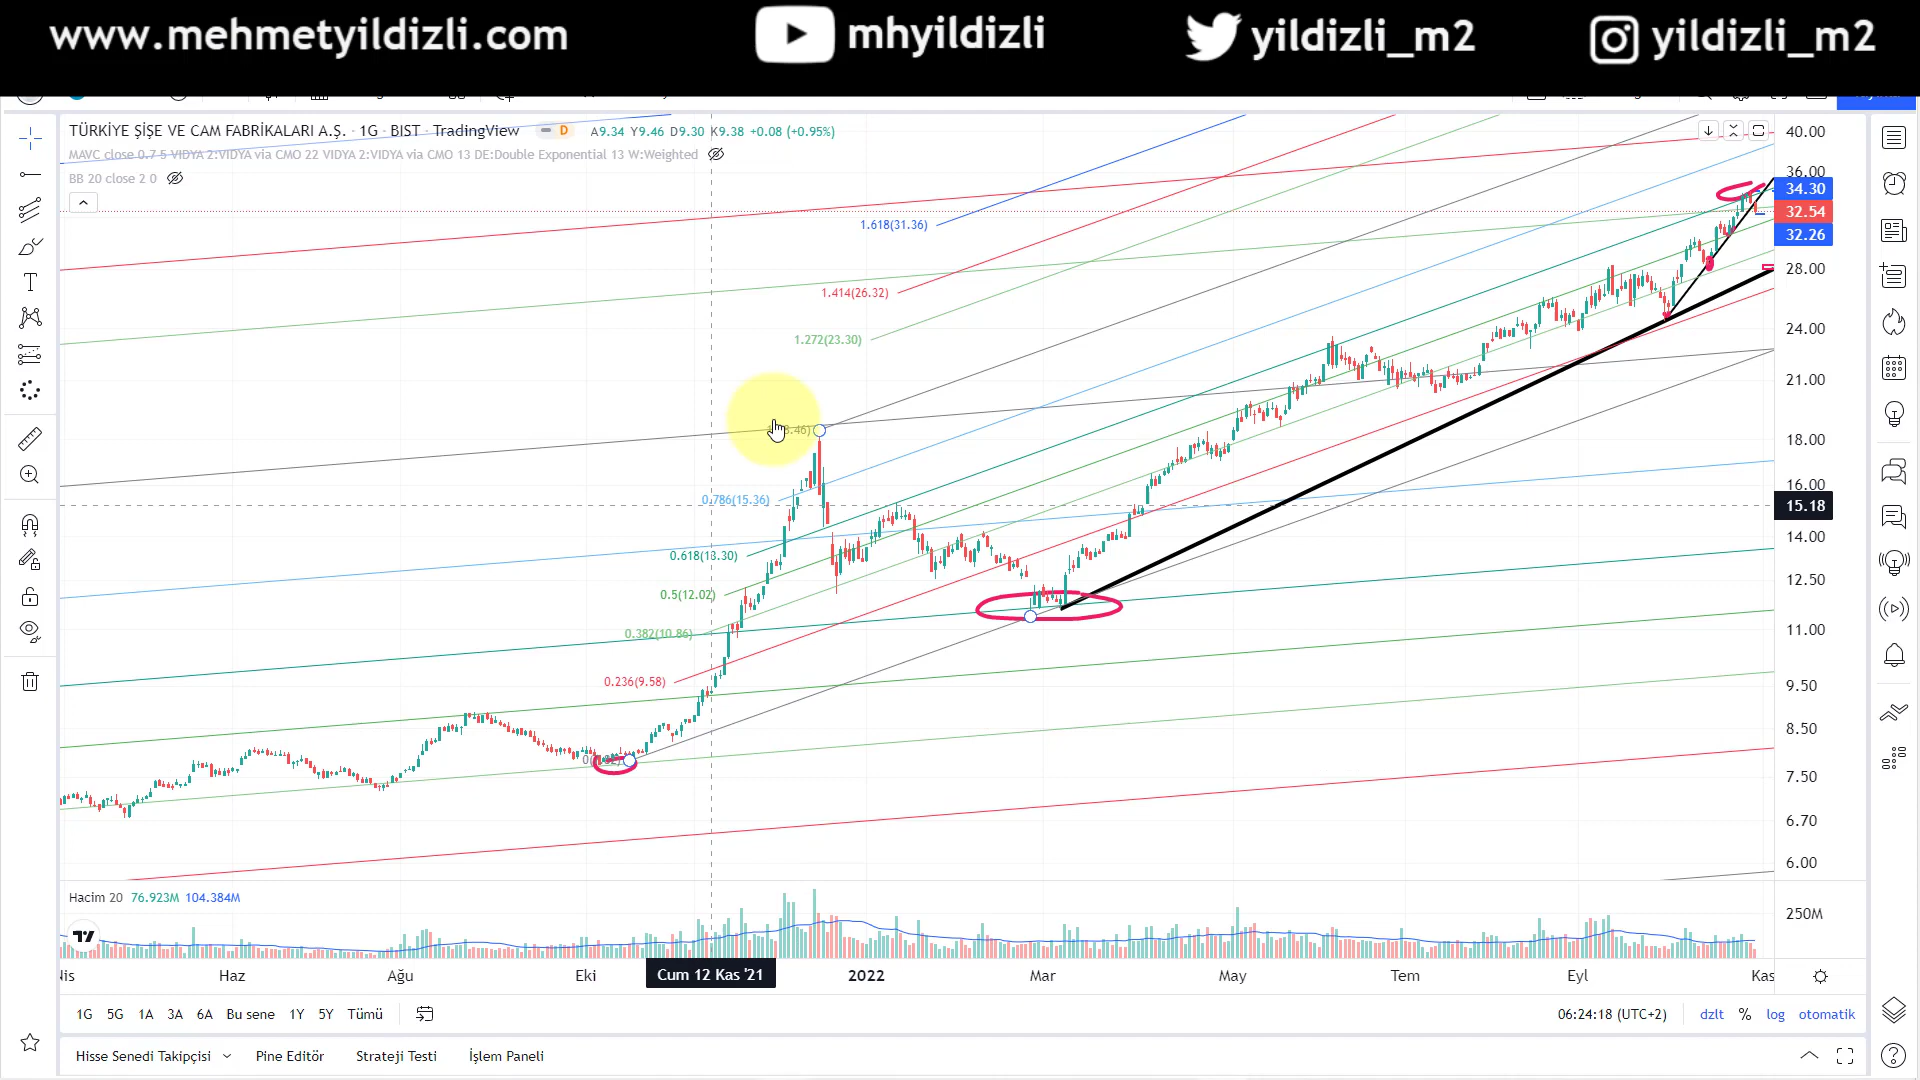 www.mehmetyildizli.com
mhyildizli
yildizli_m2
yildizli_m2
TÜRKİYE ŞİŞE VE CAM FABRİKALARI A.Ş. · 1G · BIST · TradingView
D
A9.34 Y9.46 D9.30 K9.38 +0.08 (+0.95%)
MAVC close 0.7 5 VIDYA 2:VIDYA via CMO 22 VIDYA 2:VIDYA via CMO 13 DE:Double Exponential 13 W:Weighted
BB 20 close 2 0
1.618(31.36)
1.414(26.32)
1.272(23.30)
0.786(15.36)
0.618(13.30)
0.5(12.02)
0.382(10.86)
0.236(9.58)
40.00
36.00
34.30
32.54
32.26
28.00
24.00
21.00
18.00
16.00
15.18
14.00
12.50
11.00
9.50
8.50
7.50
6.70
6.00
250M
Hacim 20 76.923M 104.384M
Nis
Haz
Ağu
Eki
Cum 12 Kas '21
2022
Mar
May
Tem
Eyl
Kas
1G 5G 1A 3A 6A Bu sene 1Y 5Y Tümü
06:24:18 (UTC+2)
dzlt % log otomatik
Hisse Senedi Takipçisi
Pine Editör
Strateji Testi
İşlem Paneli